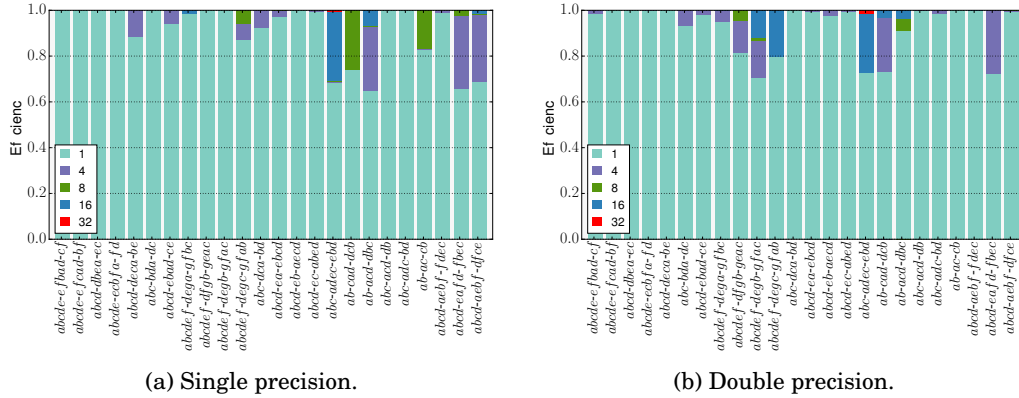 1.0
0.8
0.6
0.4
0.2
0.0
Ef cienc
1
4
8
16
32
abcde-efbad-cf
abcde-efcad-bf
abcd-dbea-ec
abcde-ecbfa-fd
abcd-deca-be
abc-bda-dc
abcd-ebad-ce
abcdef-dega-gfbc
abcdef-dfgb-geac
abcdef-degb-gfac
abcdef-degc-gfab
abc-dca-bd
abcd-ea-ebcd
abcd-eb-aecd
abcd-ec-abed
abc-adec-ebd
ab-cad-dcb
ab-acd-dbc
abc-acd-db
abc-adc-bd
ab-ac-cb
abcd-aebf-fdec
abcd-eafd-fbec
abcd-aebf-dfce
(a) Single precision.
1.0
0.8
0.6
0.4
0.2
0.0
Ef cienc
1
4
8
16
32
abcde-efbad-cf
abcde-efcad-bf
abcd-dbea-ec
abcde-ecbfa-fd
abcd-deca-be
abc-bda-dc
abcd-ebad-ce
abcdef-dega-gfbc
abcdef-dfgb-geac
abcdef-degb-gfac
abcdef-degc-gfab
abc-dca-bd
abcd-ea-ebcd
abcd-eb-aecd
abcd-ec-abed
abc-adec-ebd
ab-cad-dcb
ab-acd-dbc
abc-acd-db
abc-adc-bd
ab-ac-cb
abcd-aebf-fdec
abcd-eafd-fbec
abcd-aebf-dfce
(b) Double precision.